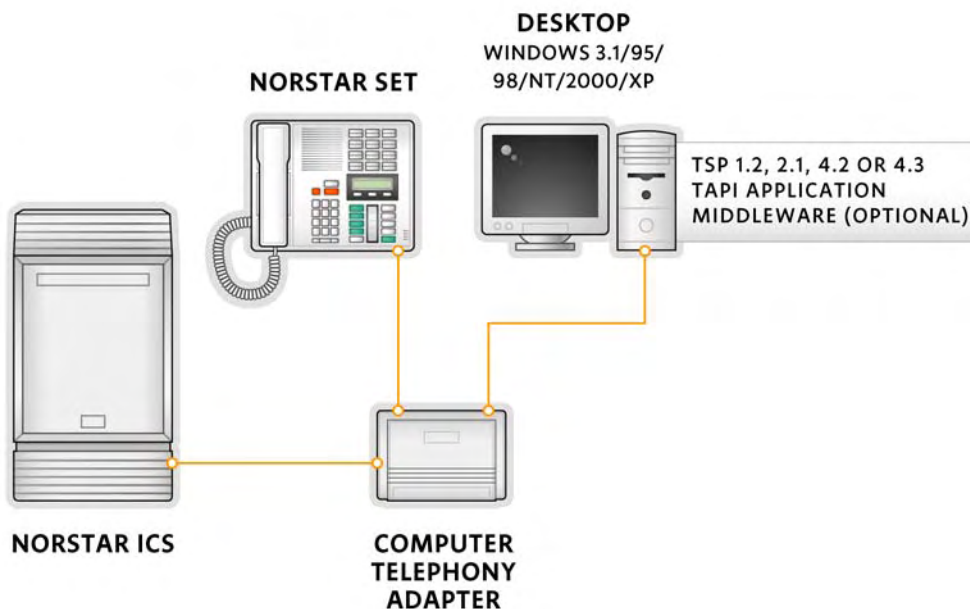 DESKTOP
WINDOWS 3.1/95/
98/NT/2000/XP
NORSTAR SET
TSP 1.2, 2.1, 4.2 OR 4.3
TAPI APPLICATION
MIDDLEWARE (OPTIONAL)
NORSTAR ICS
COMPUTER
TELEPHONY
ADAPTER